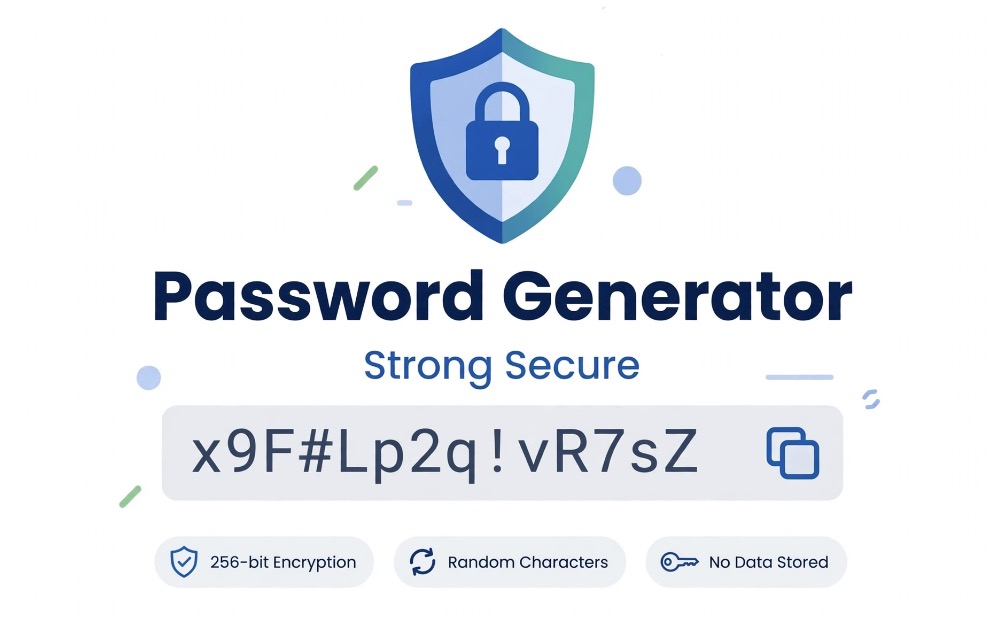 Password Generator
Strong Secure
x9F#Lp2q!vR7sZ
256-bit Encryption
Random Characters
No Data Stored